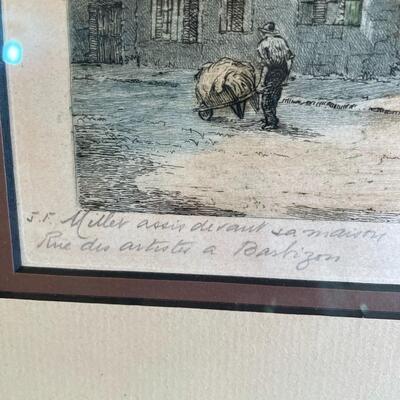 J.F. Millet assis devant sa maison
Rue des artistes a Barbizon